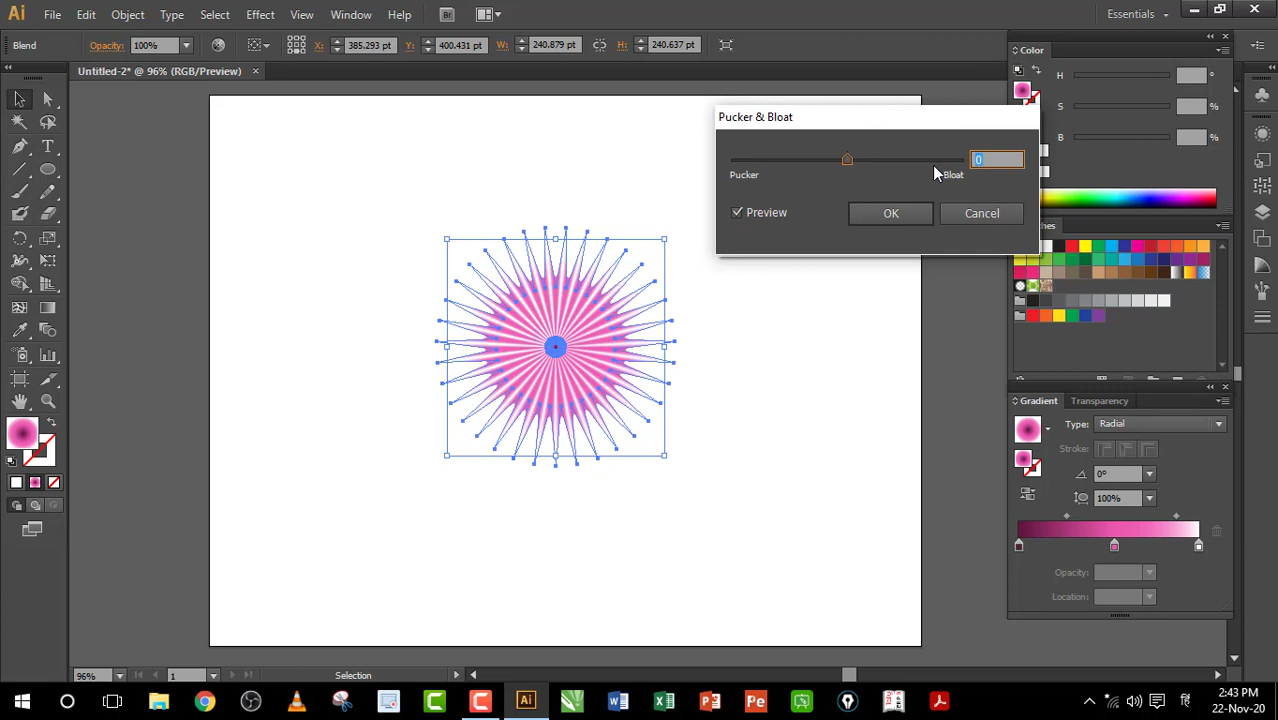 Ai File Edit Object Type Select Effect View Window Help Br Essentials
Blend Opacity: 100% X: 385.293 pt Y: 400.431 pt W: 240.879 pt H: 240.637 pt
Untitled-2* @ 96% (RGB/Preview)
Color
H °
S %
B %
Pucker & Bloat
0
Pucker Bloat
Preview OK Cancel
Gradient Transparency
Type: Radial
Stroke:
0°
100%
Opacity:
Location:
96% 1 Selection
2:43 PM
22-Nov-20